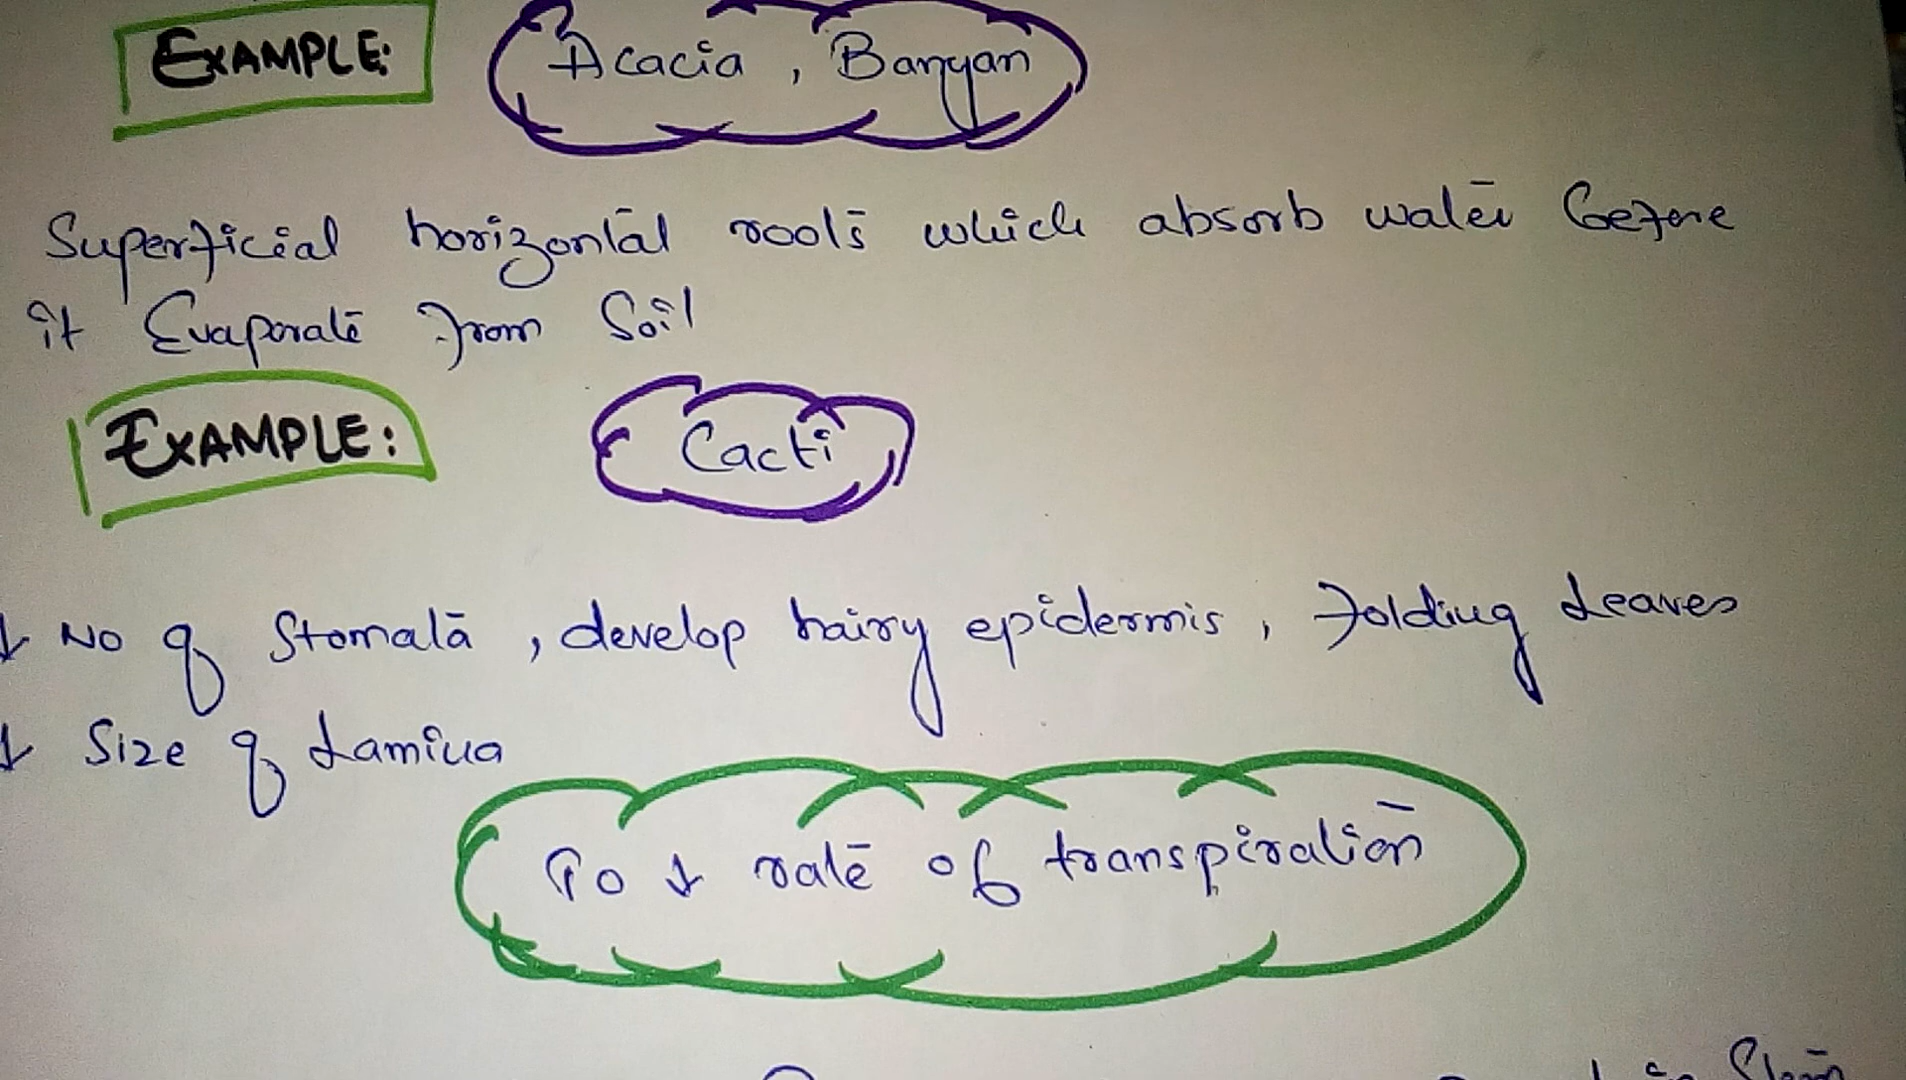 EXAMPLE: Acacia, Banyan
Superficial horizontal roots which absorb water before
it Evaporate from Soil
EXAMPLE: Cacti
↓ No of Stomata, develop hairy epidermis, Folding Leaves
↓ Size of Lamina
To ↓ rate of transpiration